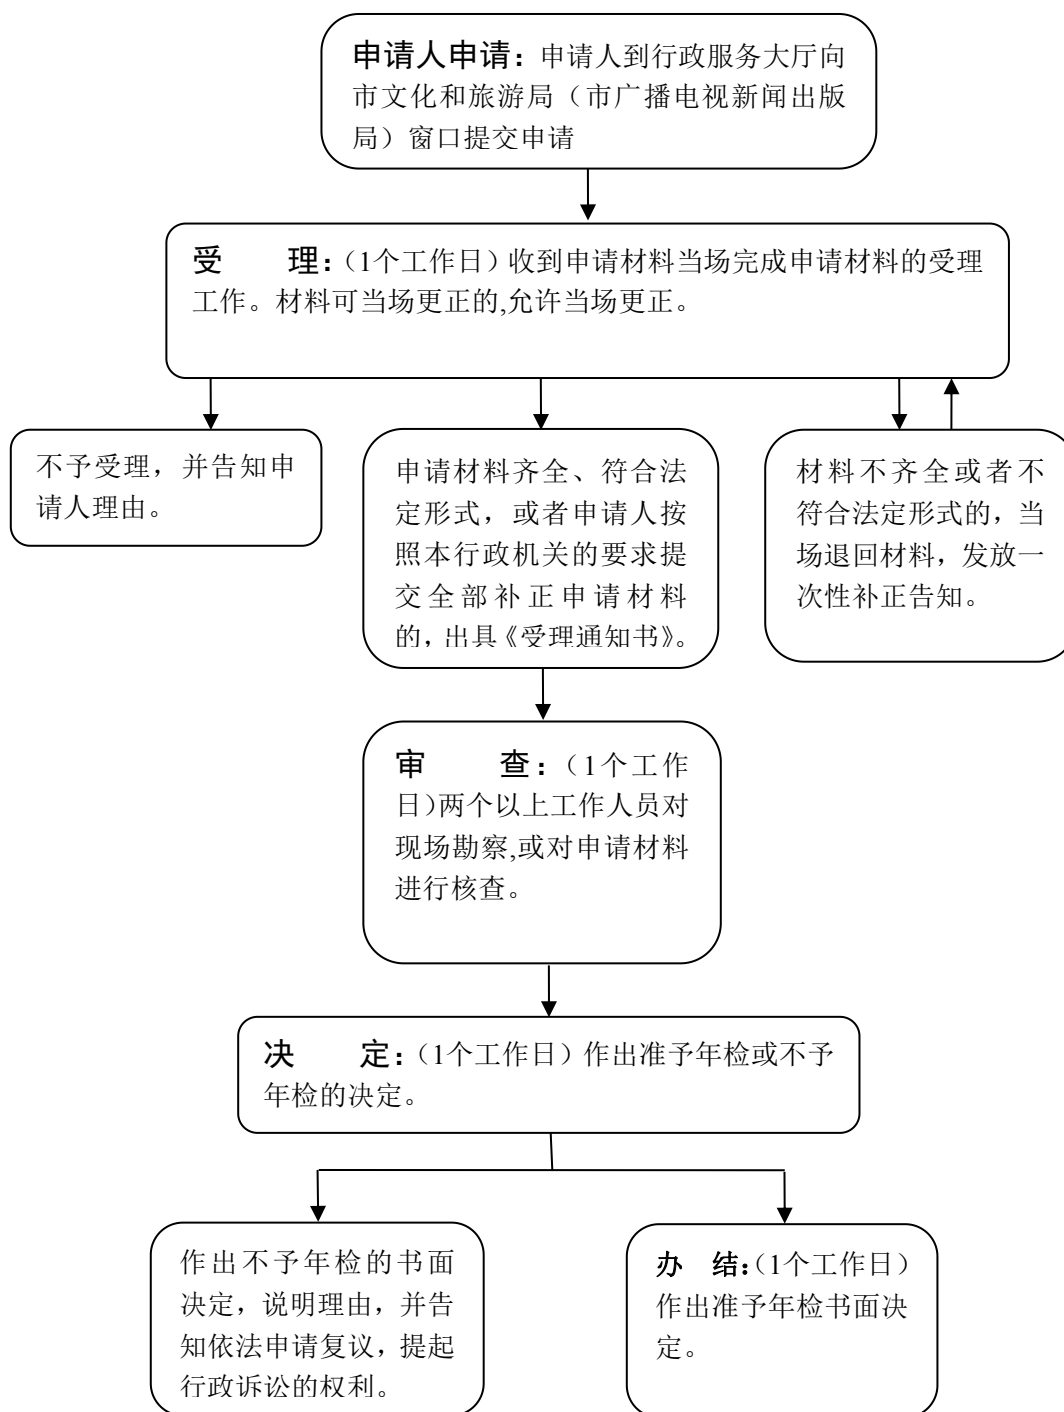 申请人申请：申请人到行政服务大厅向
市文化和旅游局（市广播电视新闻出版
局）窗口提交申请
受　　理：（1个工作日）收到申请材料当场完成申请材料的受理
工作。材料可当场更正的,允许当场更正。
不予受理，并告知申
请人理由。
申请材料齐全、符合法
定形式，或者申请人按
照本行政机关的要求提
交全部补正申请材料
的，出具《受理通知书》。
材料不齐全或者不
符合法定形式的，当
场退回材料，发放一
次性补正告知。
审　　查：（1个工作
日）两个以上工作人员对
现场勘察,或对申请材料
进行核查。
决　　定：（1个工作日）作出准予年检或不予
年检的决定。
作出不予年检的书面
决定，说明理由，并告
知依法申请复议，提起
行政诉讼的权利。
办　结：（1个工作日）
作出准予年检书面决
定。